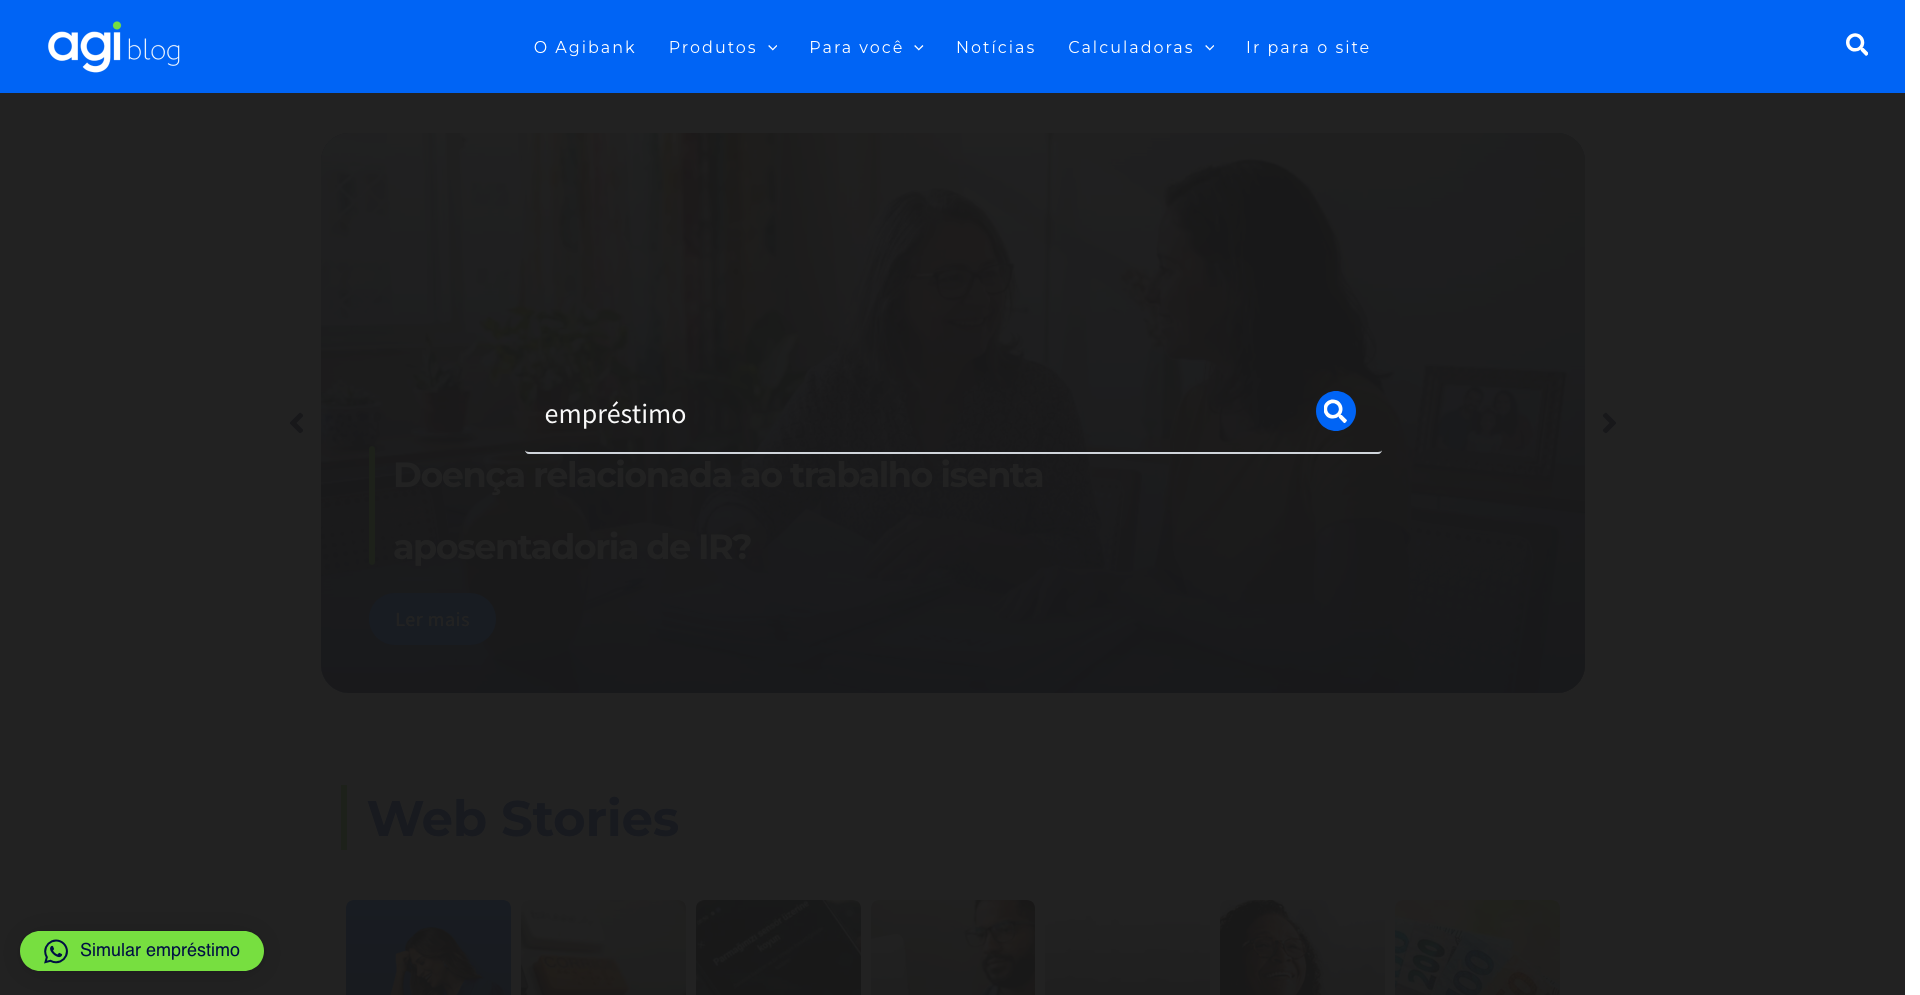 agi blog
O Agibank Produtos Para você Notícias Calculadoras Ir para o site
empréstimo
Doença relacionada ao trabalho isenta
aposentadoria de IR?
Ler mais
Web Stories
200
Simular empréstimo